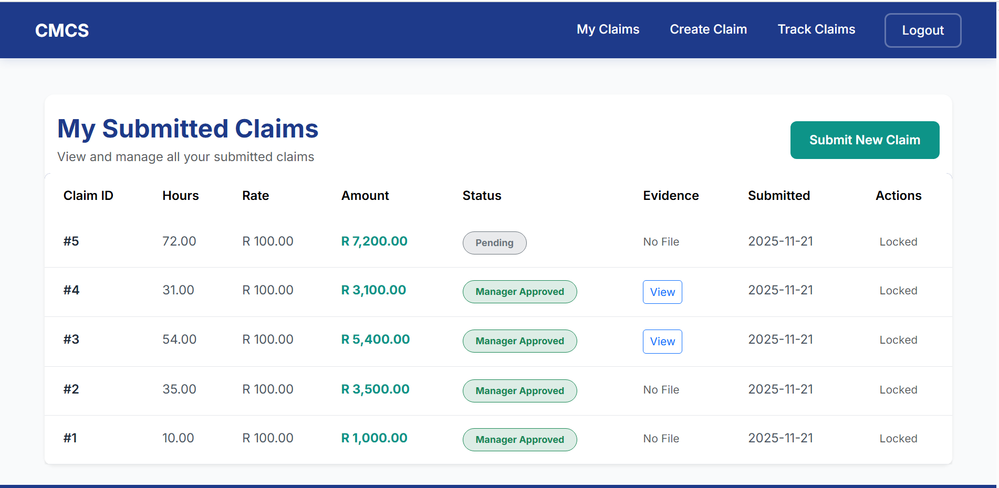 CMCS My Claims Create Claim Track Claims Logout
My Submitted Claims
View and manage all your submitted claims
Submit New Claim
Claim ID Hours Rate Amount Status Evidence Submitted Actions
#5 72.00 R 100.00 R 7,200.00 Pending No File 2025-11-21 Locked
#4 31.00 R 100.00 R 3,100.00 Manager Approved View 2025-11-21 Locked
#3 54.00 R 100.00 R 5,400.00 Manager Approved View 2025-11-21 Locked
#2 35.00 R 100.00 R 3,500.00 Manager Approved No File 2025-11-21 Locked
#1 10.00 R 100.00 R 1,000.00 Manager Approved No File 2025-11-21 Locked